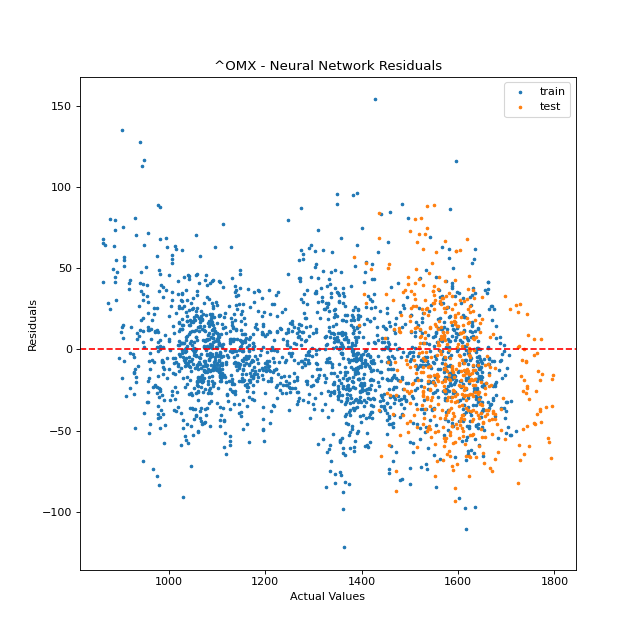 ^OMX - Neural Network Residuals
train
test
150
100
50
0
−50
−100
Residuals
1000 1200 1400 1600 1800
Actual Values